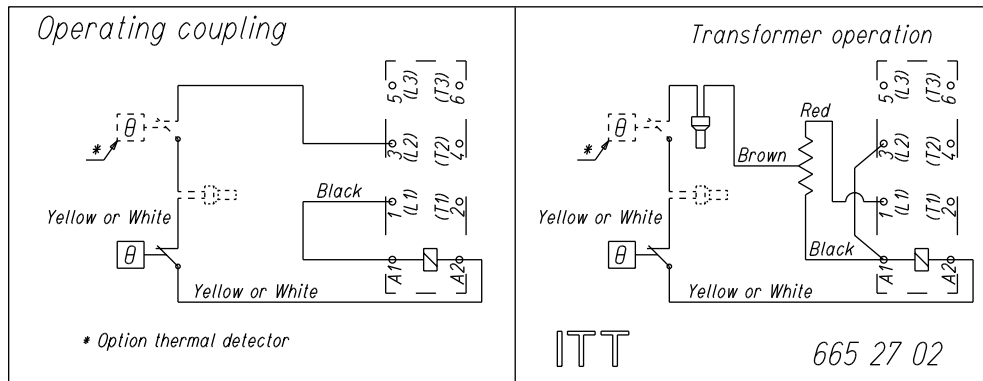 Operating coupling
5 (L3) (T3) 6
θ
*
3 (L2) (T2) 4
Black
1 (L1) (T1) 2
Yellow or White
θ
A1 A2
Yellow or White
* Option thermal detector
Transformer operation
5 (L3) (T3) 6
Red
θ
*
3 (L2) (T2) 4
Brown
1 (L1) (T1) 2
Yellow or White
Black
θ
A1 A2
Yellow or White
ITT
665 27 02